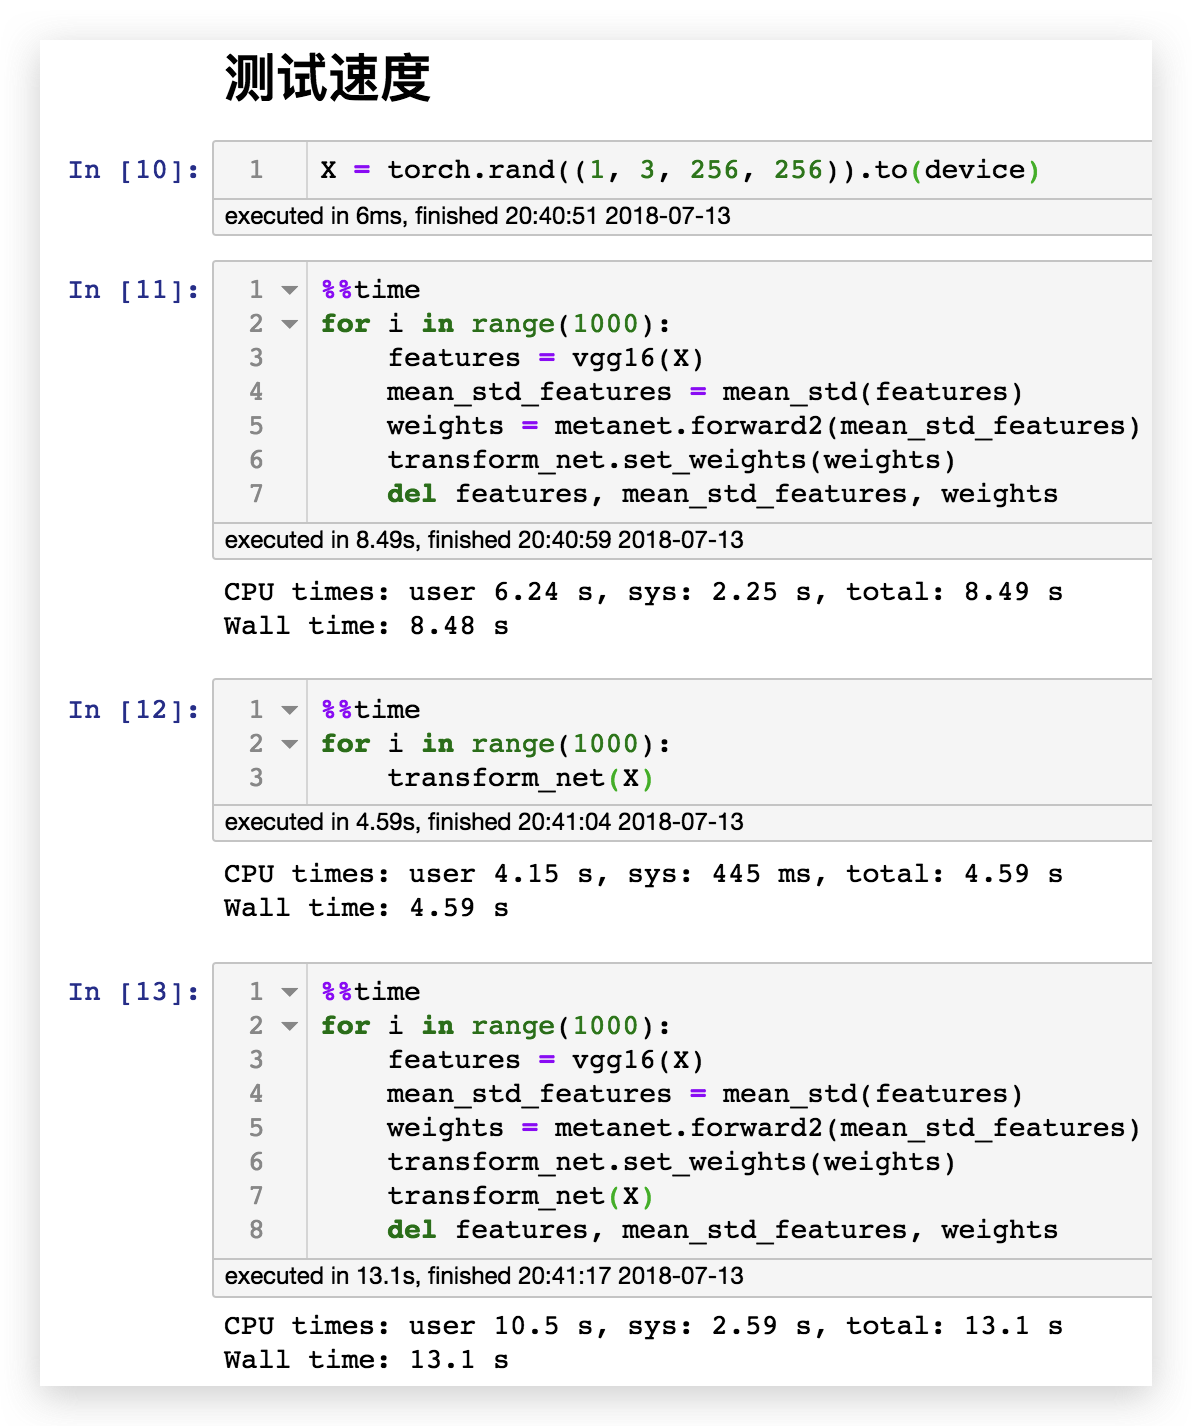 测试速度
In [10]:
1 X = torch.rand((1, 3, 256, 256)).to(device)
executed in 6ms, finished 20:40:51 2018-07-13
In [11]:
1 %%time
2 for i in range(1000):
3     features = vgg16(X)
4     mean_std_features = mean_std(features)
5     weights = metanet.forward2(mean_std_features)
6     transform_net.set_weights(weights)
7     del features, mean_std_features, weights
executed in 8.49s, finished 20:40:59 2018-07-13
CPU times: user 6.24 s, sys: 2.25 s, total: 8.49 s
Wall time: 8.48 s
In [12]:
1 %%time
2 for i in range(1000):
3     transform_net(X)
executed in 4.59s, finished 20:41:04 2018-07-13
CPU times: user 4.15 s, sys: 445 ms, total: 4.59 s
Wall time: 4.59 s
In [13]:
1 %%time
2 for i in range(1000):
3     features = vgg16(X)
4     mean_std_features = mean_std(features)
5     weights = metanet.forward2(mean_std_features)
6     transform_net.set_weights(weights)
7     transform_net(X)
8     del features, mean_std_features, weights
executed in 13.1s, finished 20:41:17 2018-07-13
CPU times: user 10.5 s, sys: 2.59 s, total: 13.1 s
Wall time: 13.1 s